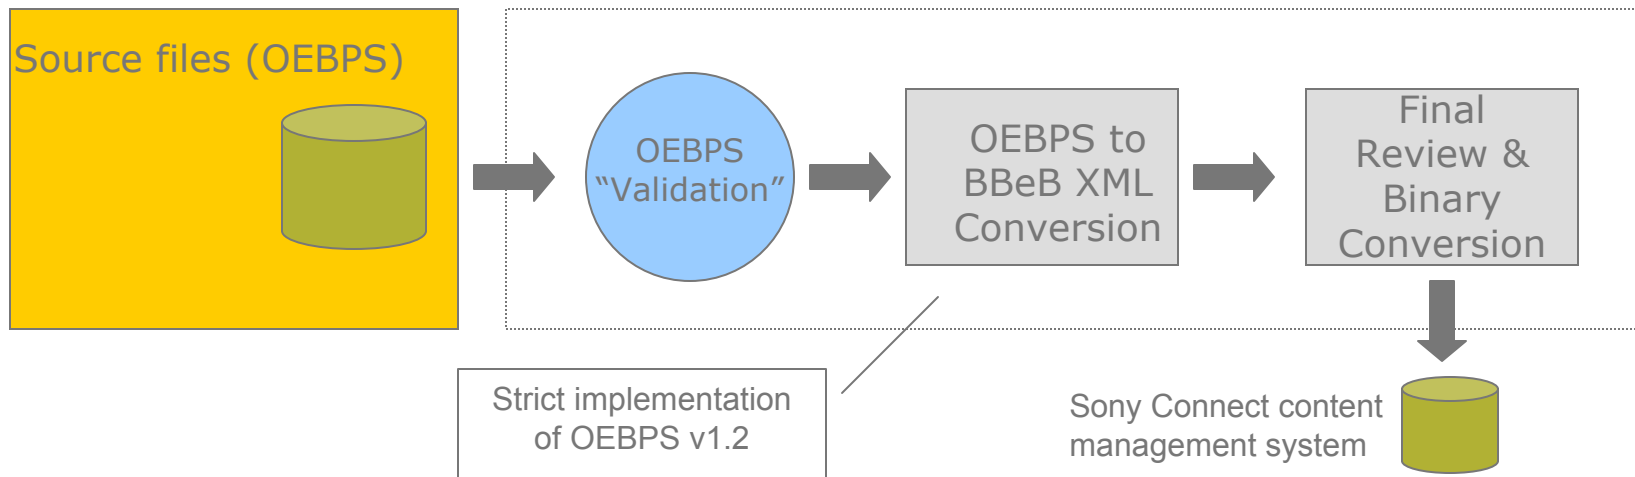 Source files (OEBPS)
OEBPS
“Validation”
OEBPS to
BBeB XML
Conversion
Final
Review &
Binary
Conversion
Strict implementation
of OEBPS v1.2
Sony Connect content
management system